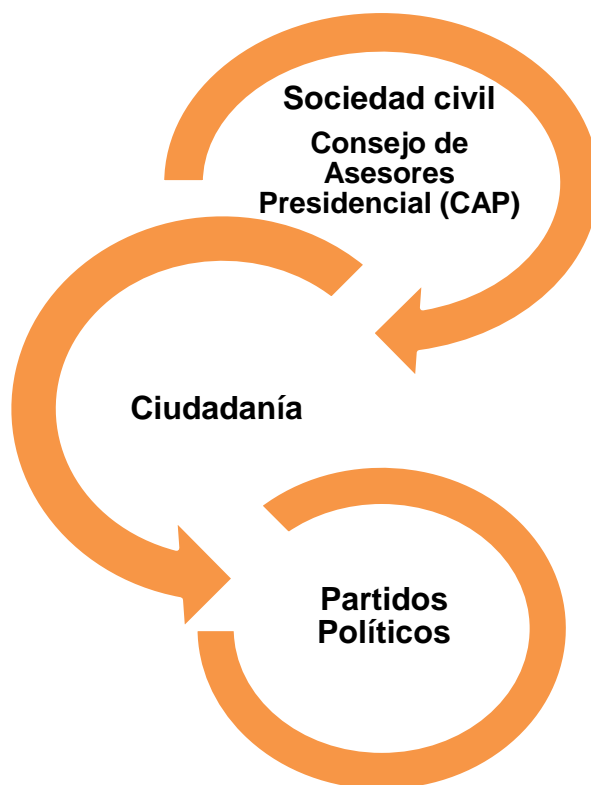 Sociedad civil
Consejo de
Asesores
Presidencial (CAP)
Ciudadanía
Partidos
Políticos